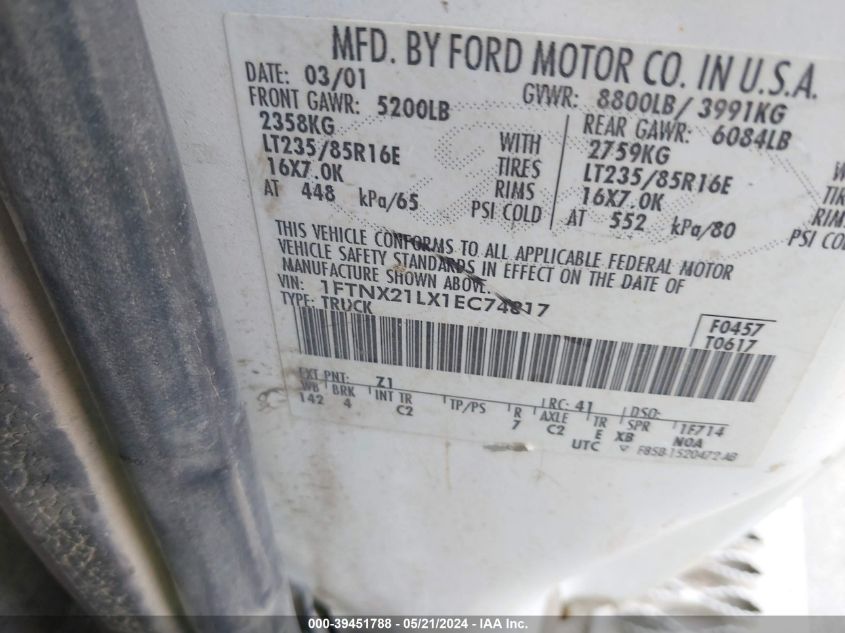 MFD. BY FORD MOTOR CO. IN U.S.A.
DATE: 03/01 GVWR: 8800LB/ 3991KG
FRONT GAWR: 5200LB REAR GAWR: 6084LB
2358KG WITH 2759KG
LT235/85R16E TIRES LT235/85R16E
16X7.0K RIMS 16X7.0K
AT 448 kPa/65 PSI COLD AT 552 kPa/80 PSI COL
THIS VEHICLE CONFORMS TO ALL APPLICABLE FEDERAL MOTOR
VEHICLE SAFETY STANDARDS IN EFFECT ON THE DATE OF
MANUFACTURE SHOWN ABOVE.
VIN: 1FTNX21LX1EC74817
TYPE: TRUCK
F0457
T0617
EXT PNT: Z1 RC: 41 DSO:
WB BRK INT TR TP/PS R AXLE TR SPR 1F714
142 4 C2 7 C2 E XB N0A
UTC ▽ F85B-1520472-AB
000-39451788 - 05/21/2024 - IAA Inc.